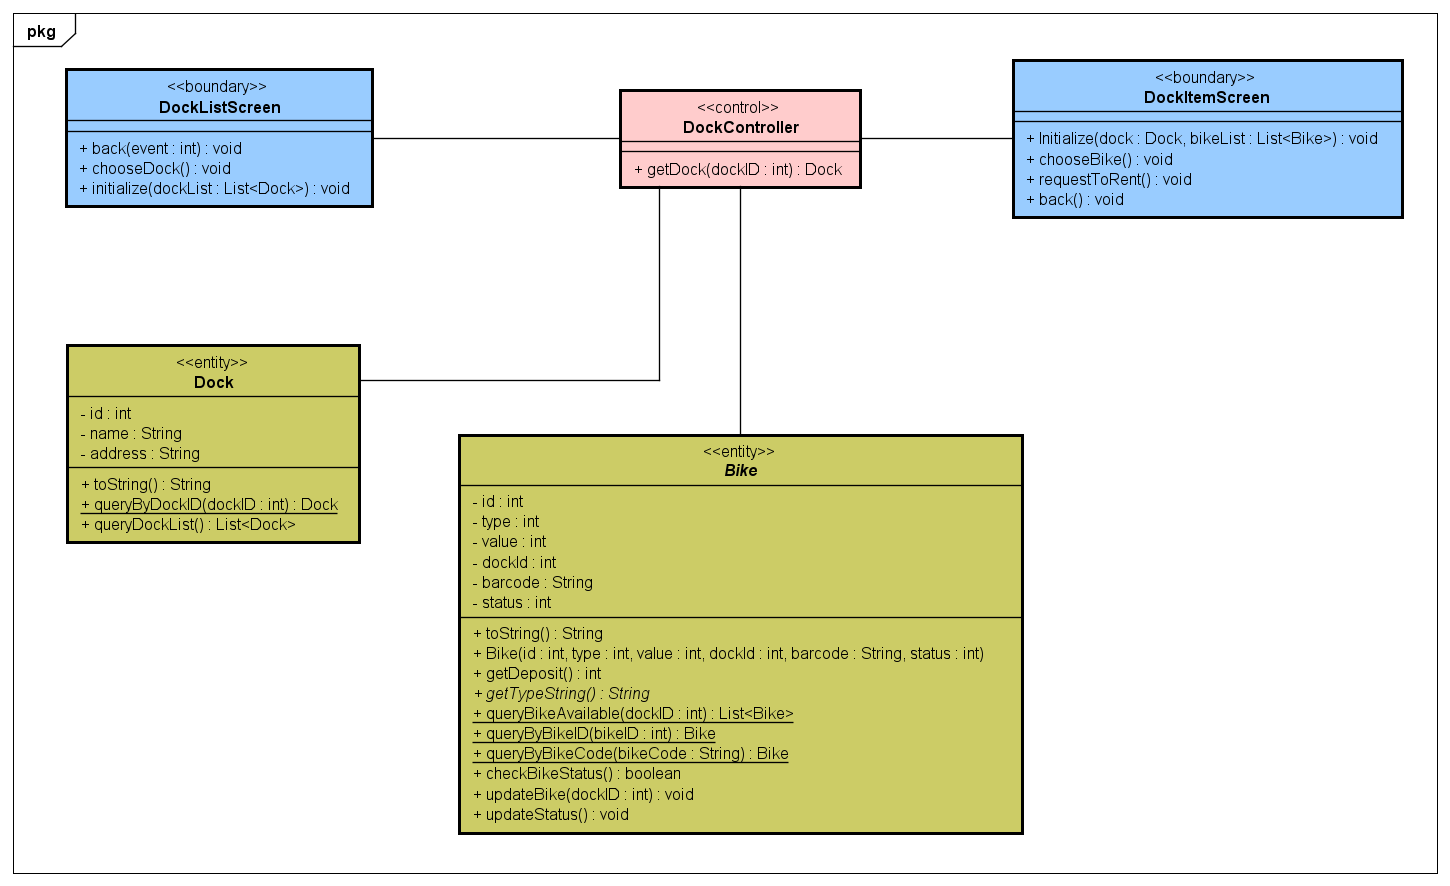 pkg
<<boundary>>
DockListScreen
+ back(event : int) : void
+ chooseDock() : void
+ initialize(dockList : List<Dock>) : void
<<control>>
DockController
+ getDock(dockID : int) : Dock
<<boundary>>
DockItemScreen
+ Initialize(dock : Dock, bikeList : List<Bike>) : void
+ chooseBike() : void
+ requestToRent() : void
+ back() : void
<<entity>>
Dock
- id : int
- name : String
- address : String
+ toString() : String
+ queryByDockID(dockID : int) : Dock
+ queryDockList() : List<Dock>
<<entity>>
Bike
- id : int
- type : int
- value : int
- dockId : int
- barcode : String
- status : int
+ toString() : String
+ Bike(id : int, type : int, value : int, dockId : int, barcode : String, status : int)
+ getDeposit() : int
+ getTypeString() : String
+ queryBikeAvailable(dockID : int) : List<Bike>
+ queryByBikeID(bikeID : int) : Bike
+ queryByBikeCode(bikeCode : String) : Bike
+ checkBikeStatus() : boolean
+ updateBike(dockID : int) : void
+ updateStatus() : void